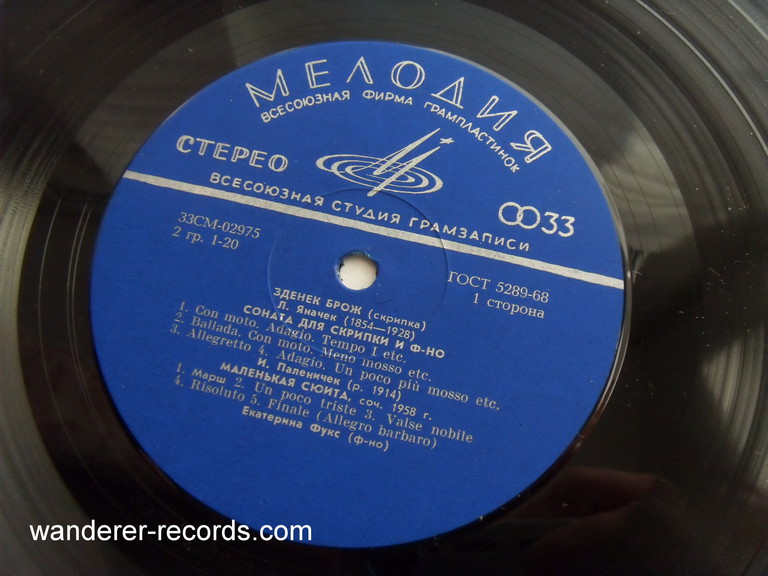 МЕЛОДИЯ
ВСЕСОЮЗНАЯ ФИРМА ГРАМПЛАСТИНОК
СТЕРЕО
33
ВСЕСОЮЗНАЯ СТУДИЯ ГРАМЗАПИСИ
33СМ-02975
2 гр. 1-20
ГОСТ 5289-68
1 сторона
ЗДЕНЕК БРОЖ (скрипка)
Л. Яначек (1854—1928)
СОНАТА ДЛЯ СКРИПКИ И Ф-НО
1. Con moto. Adagio. Tempo I etc.
2. Ballada. Con moto. Meno mosso etc.
3. Allegretto 4. Adagio. Un poco più mosso etc.
И. Паленичек (р. 1914)
МАЛЕНЬКАЯ СЮИТА, соч. 1958 г.
1. Марш 2. Un poco triste 3. Valse nobile
4. Risoluto 5. Finale (Allegro barbaro)
Екатерина Фукс (ф-но)
wanderer-records.com